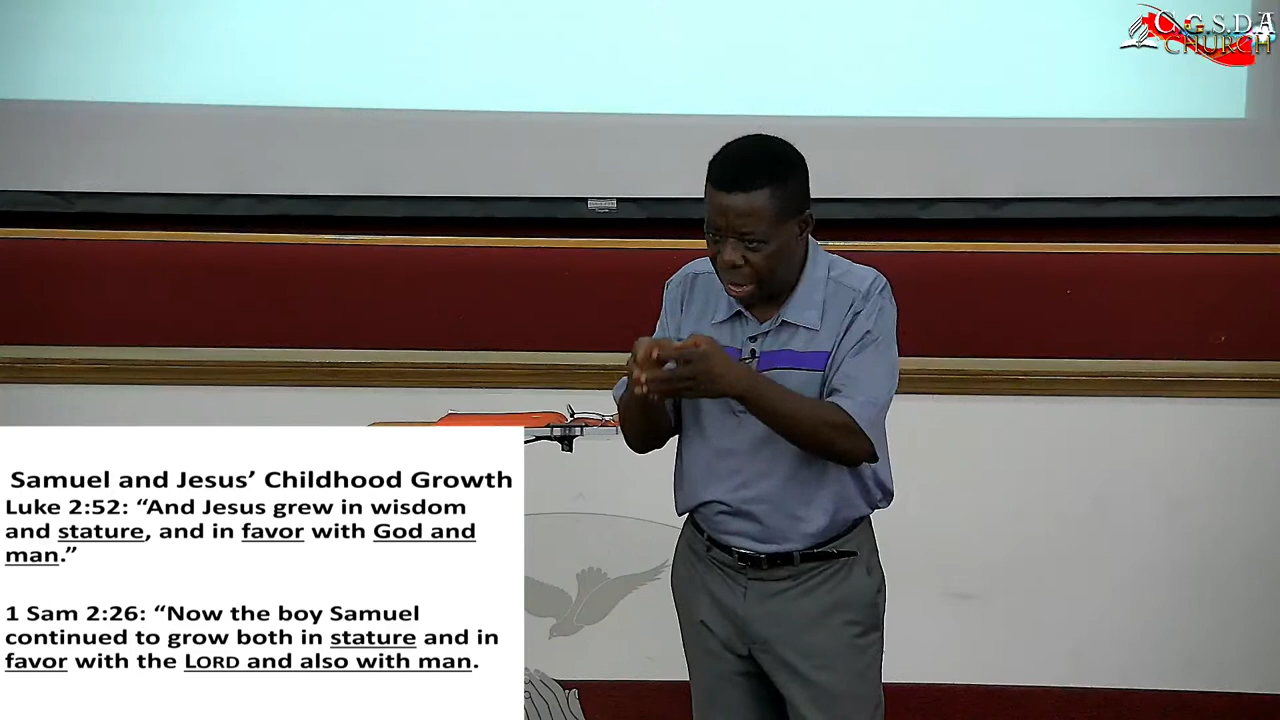 C.G.S.D.A
CHURCH
Samuel and Jesus’ Childhood Growth
Luke 2:52: “And Jesus grew in wisdom
and stature, and in favor with God and
man.”
1 Sam 2:26: “Now the boy Samuel
continued to grow both in stature and in
favor with the LORD and also with man.